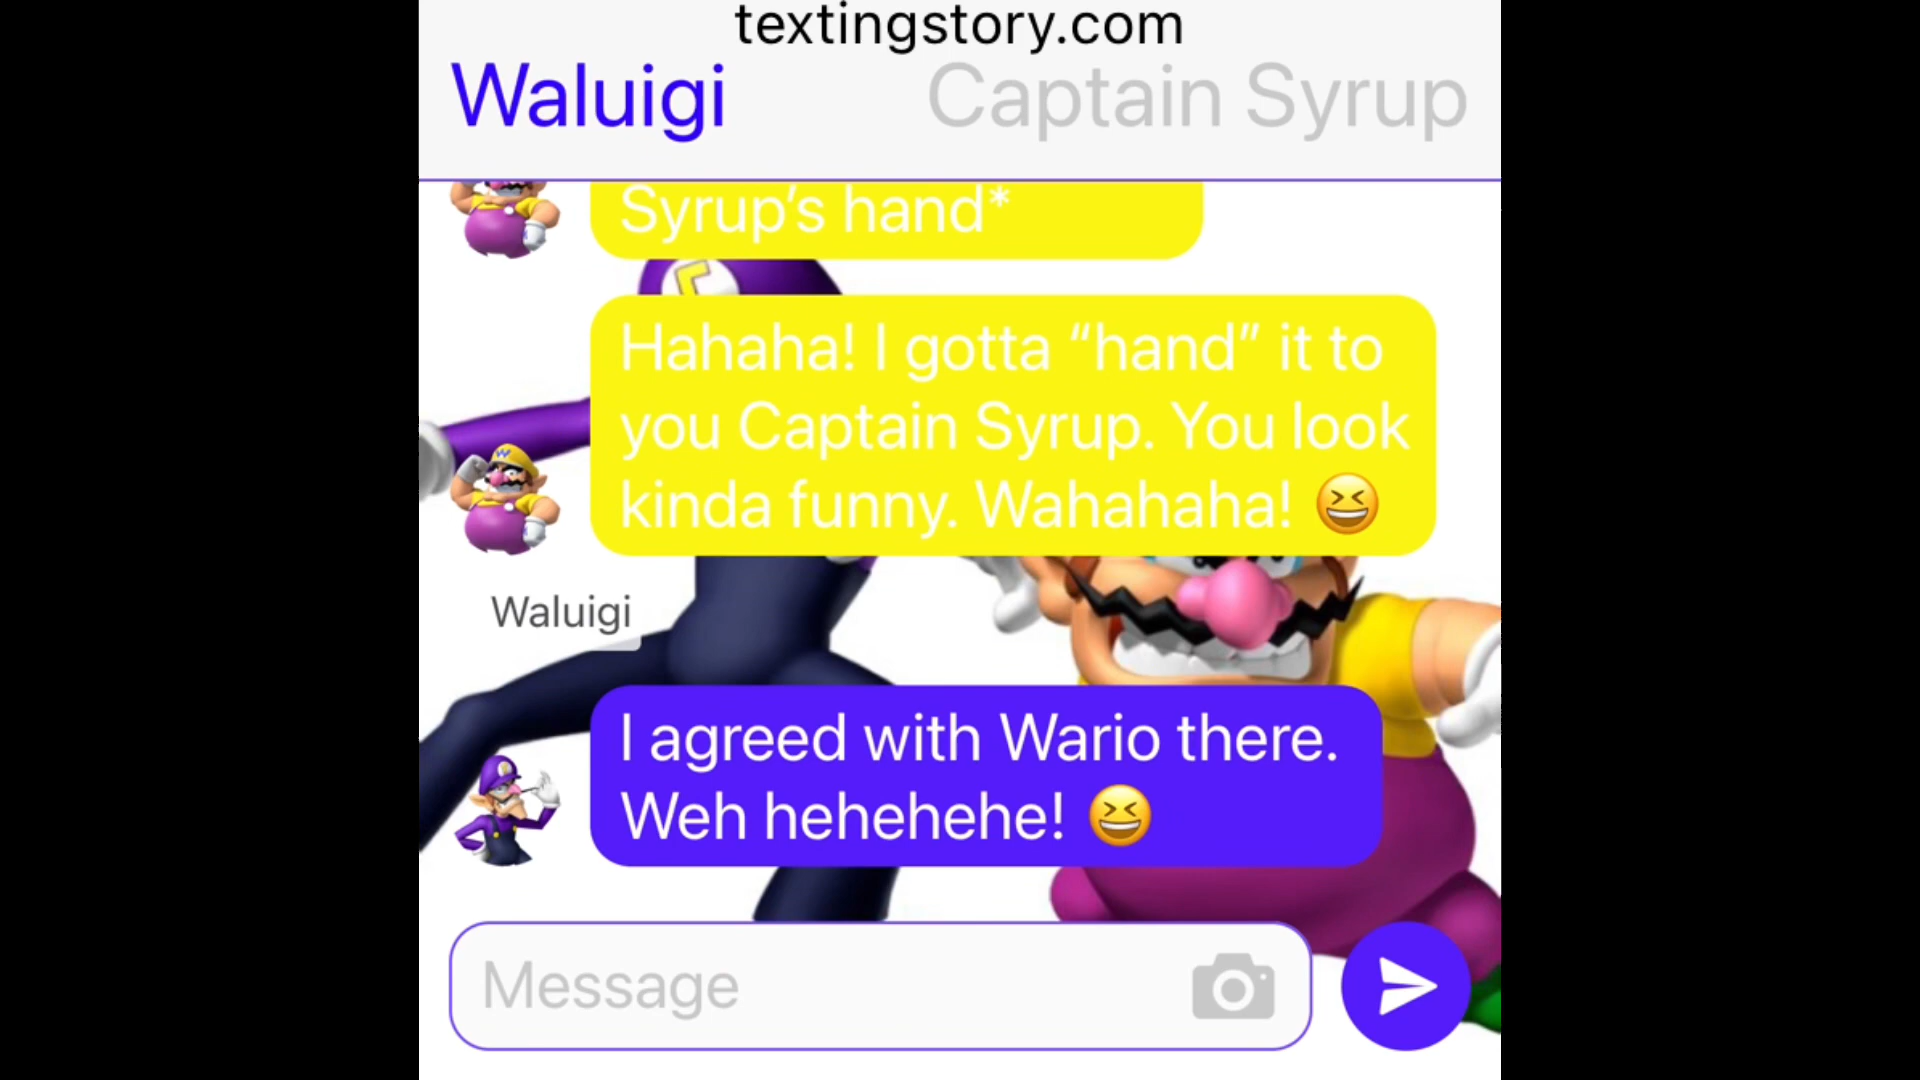 textingstory.com
Waluigi
Captain Syrup
Syrup’s hand*
Hahaha! I gotta “hand” it to
you Captain Syrup. You look
kinda funny. Wahahaha! 😆
Waluigi
I agreed with Wario there.
Weh hehehehe! 😆
Message